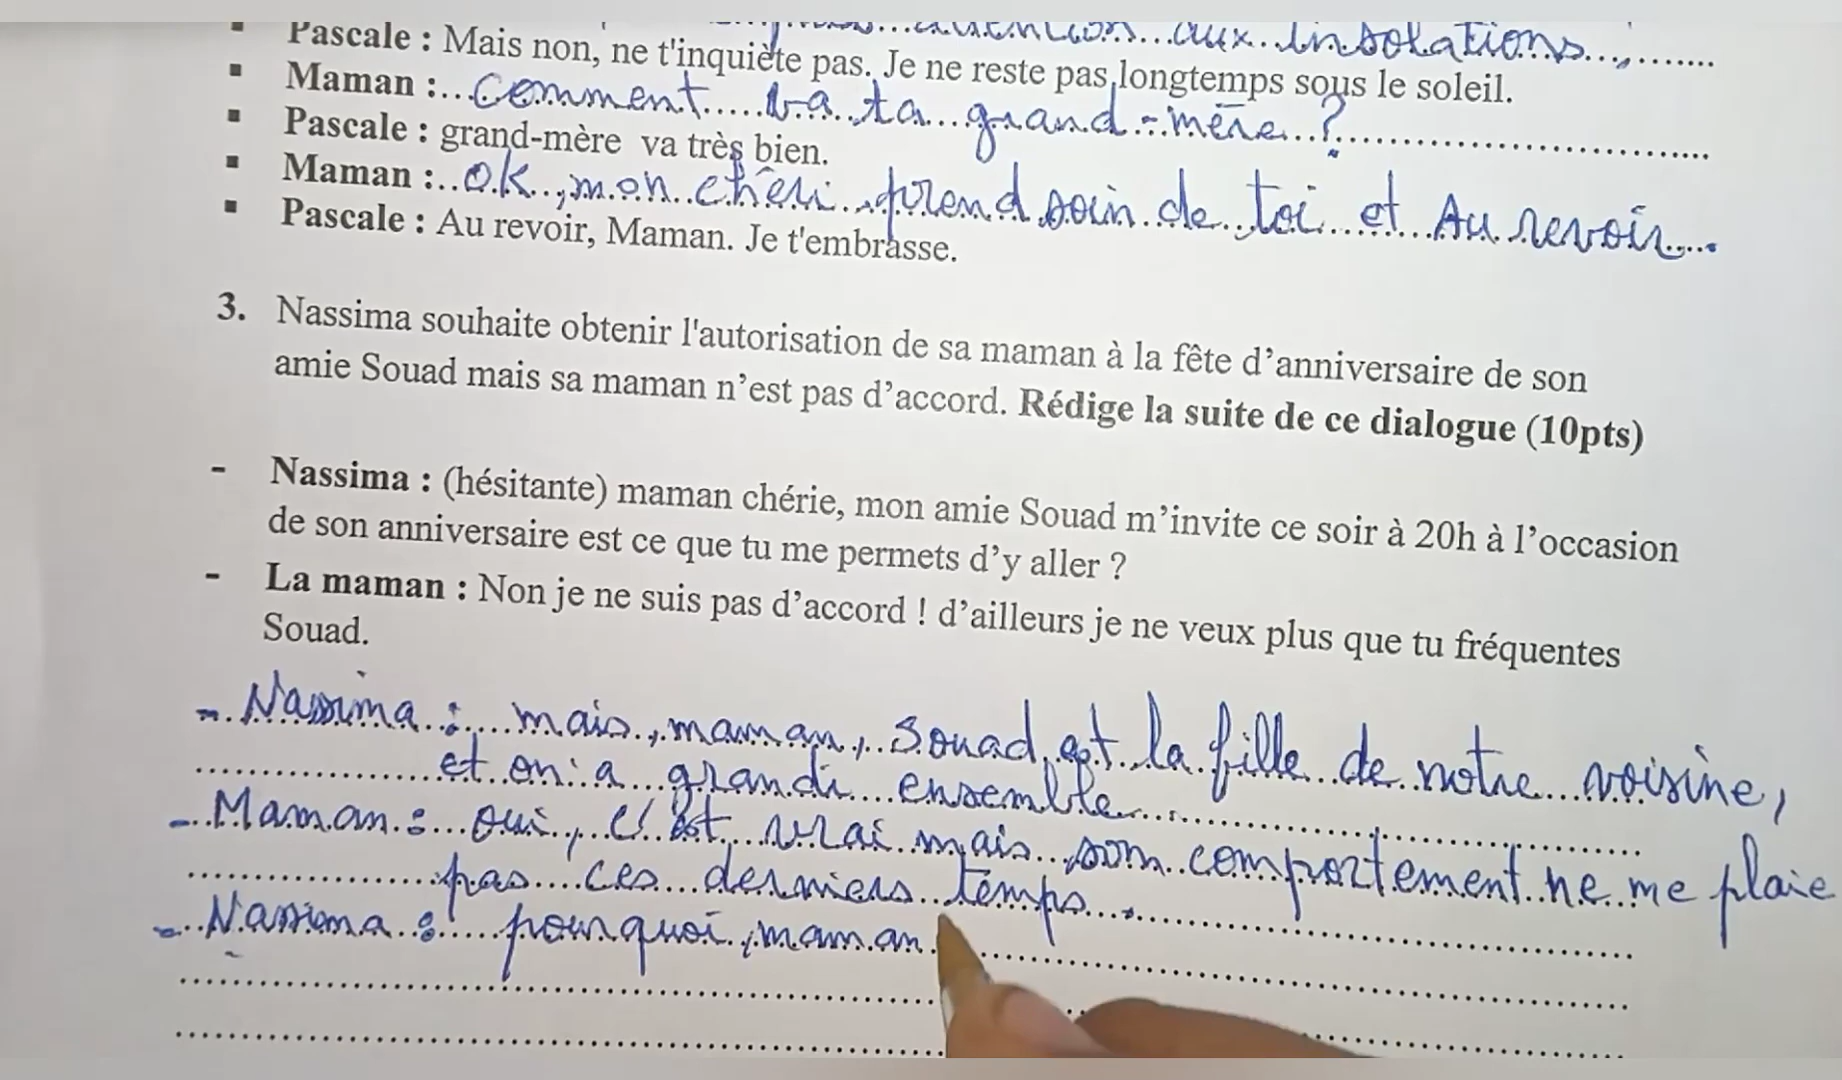 attention aux insolations.
▪ Pascale : Mais non, ne t'inquiète pas. Je ne reste pas longtemps sous le soleil.
▪ Maman : Comment va ta grand-mère ?
▪ Pascale : grand-mère va très bien.
▪ Maman : Ok, mon chéri prend soin de toi et Au revoir
▪ Pascale : Au revoir, Maman. Je t'embrasse.
3. Nassima souhaite obtenir l'autorisation de sa maman à la fête d’anniversaire de son
amie Souad mais sa maman n’est pas d’accord. Rédige la suite de ce dialogue (10pts)
- Nassima : (hésitante) maman chérie, mon amie Souad m’invite ce soir à 20h à l’occasion
de son anniversaire est ce que tu me permets d’y aller ?
- La maman : Non je ne suis pas d’accord ! d’ailleurs je ne veux plus que tu fréquentes
Souad.
- Nassima : mais, maman, Souad est la fille de notre voisine,
et on a grandi ensemble.
- Maman : oui, c'est vrai mais son comportement ne me plaie
pas ces derniers temps.
- Nassima : pourquoi, maman